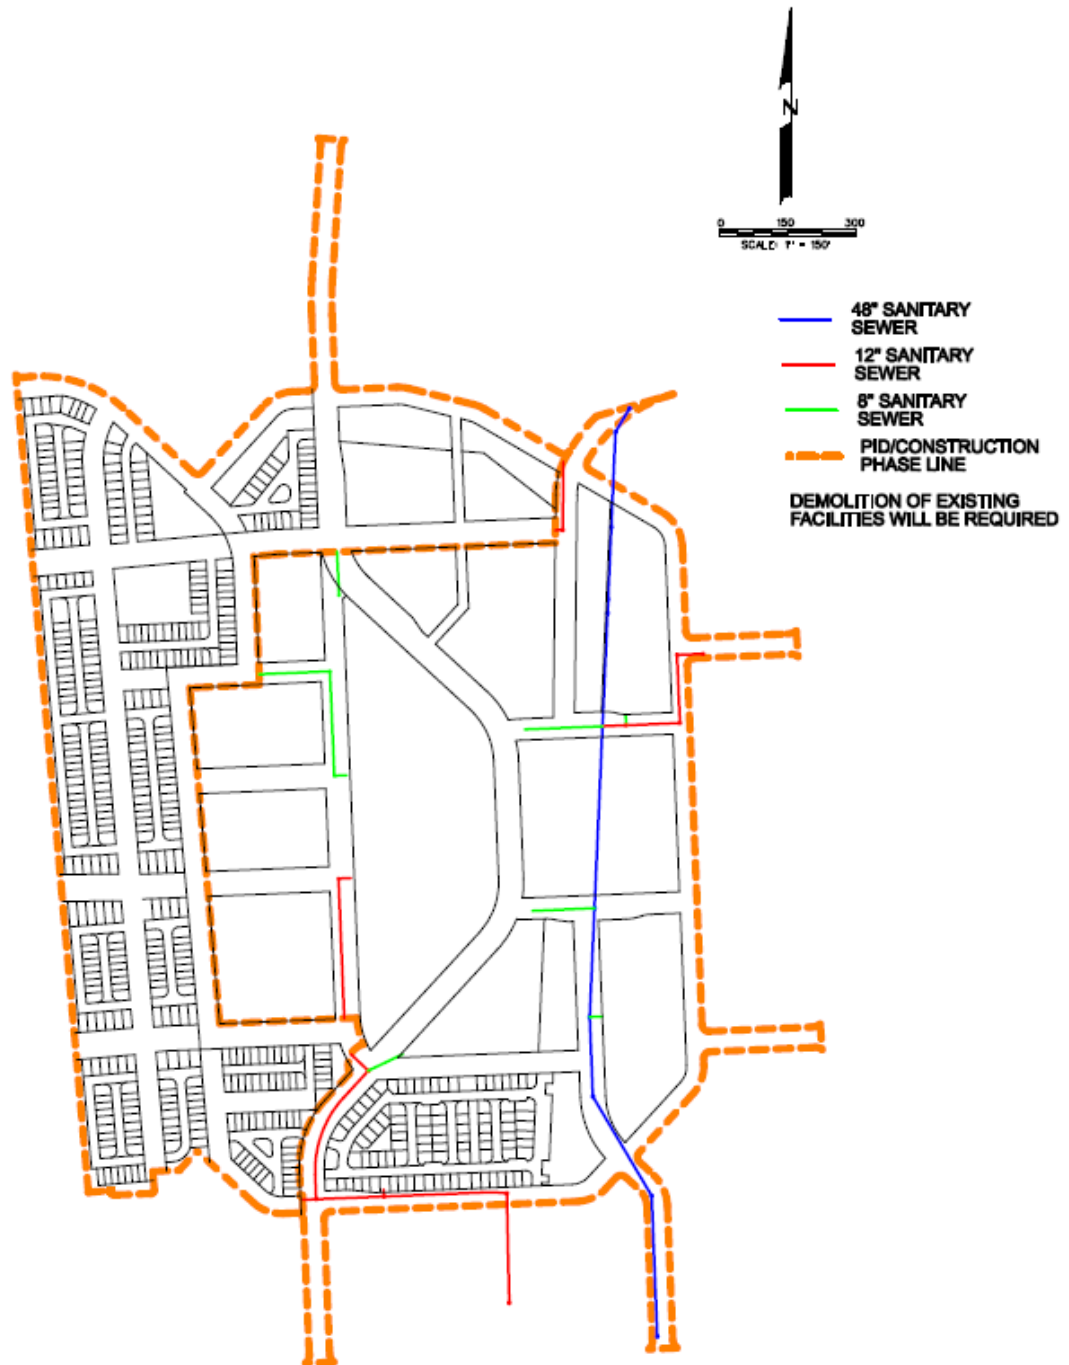 N
0 150 300
SCALE: 1" = 150'
48" SANITARY
SEWER
12" SANITARY
SEWER
8" SANITARY
SEWER
PID/CONSTRUCTION
PHASE LINE
DEMOLITION OF EXISTING
FACILITIES WILL BE REQUIRED